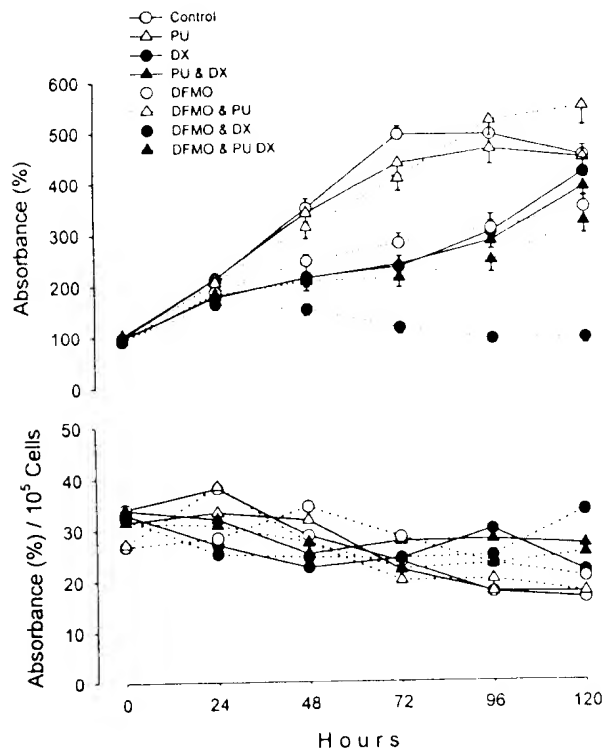 Control
PU
DX
PU & DX
DFMO
DFMO & PU
DFMO & DX
DFMO & PU DX
600
500
400
300
200
100
0
Absorbance (%)
50
40
30
20
10
0
Absorbance (%) / 10⁵ Cells
0 24 48 72 96 120
Hours